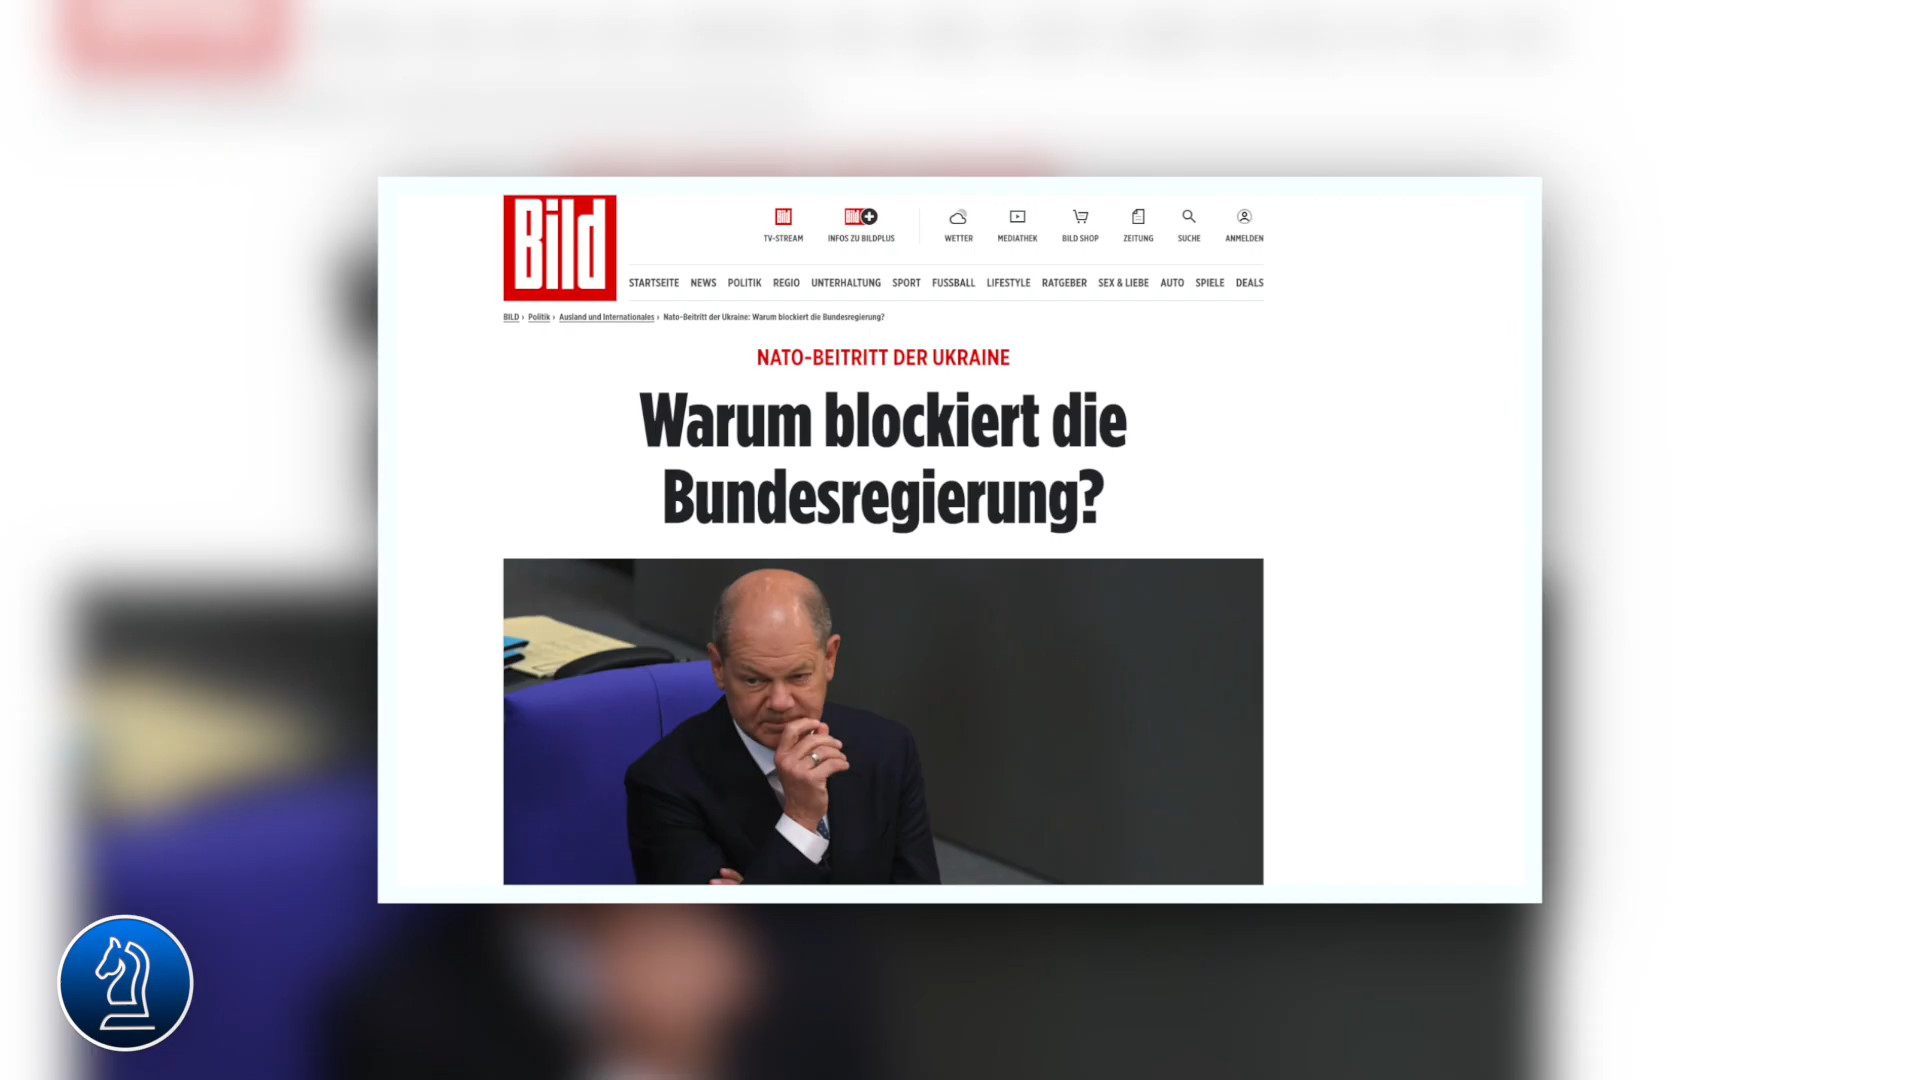 Bild
Bild
Bild
TV-STREAM
INFOS ZU BILDPLUS
WETTER
MEDIATHEK
BILD SHOP
ZEITUNG
SUCHE
ANMELDEN
STARTSEITE NEWS POLITIK REGIO UNTERHALTUNG SPORT FUSSBALL LIFESTYLE RATGEBER SEX & LIEBE AUTO SPIELE DEALS
BILD › Politik › Ausland und Internationales › Nato-Beitritt der Ukraine: Warum blockiert die Bundesregierung?
NATO-BEITRITT DER UKRAINE
Warum blockiert die
Bundesregierung?